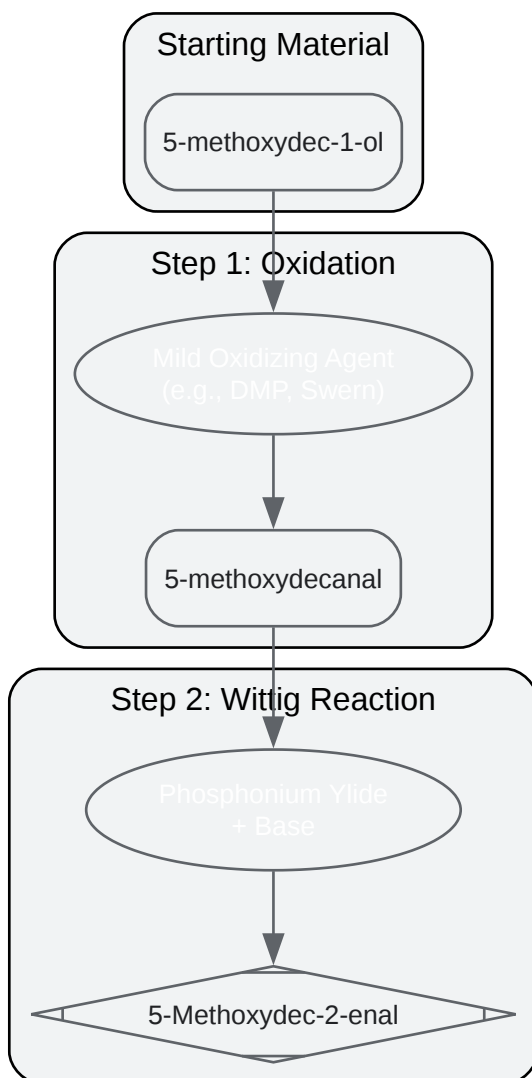 Starting Material
5-methoxydec-1-ol
Step 1: Oxidation
Mild Oxidizing Agent
(e.g., DMP, Swern)
5-methoxydecanal
Step 2: Wittig Reaction
Phosphonium Ylide
+ Base
5-Methoxydec-2-enal